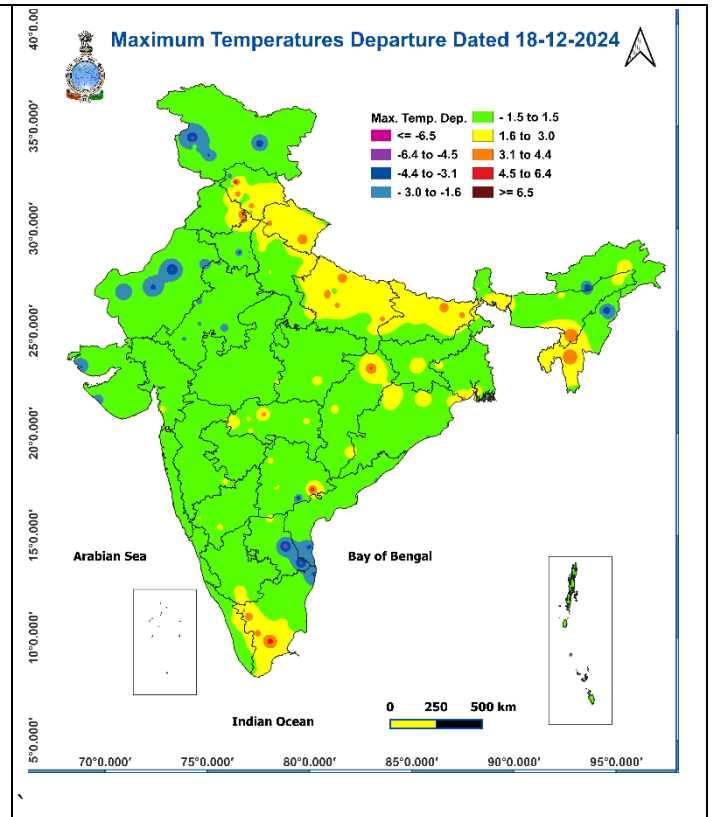 Maximum Temperatures Departure Dated 18-12-2024
Max. Temp. Dep.
<= -6.5
-6.4 to -4.5
-4.4 to -3.1
- 3.0 to -1.6
- 1.5 to 1.5
1.6 to 3.0
3.1 to 4.4
4.5 to 6.4
>= 6.5
40°0.00
35°0.000'
30°0.000'
25°0.000'
20°0.000'
15°0.000'
10°0.000'
5°0.000'
Arabian Sea
Bay of Bengal
Indian Ocean
0 250 500 km
70°0.000' 75°0.000' 80°0.000' 85°0.000' 90°0.000' 95°0.000'
`